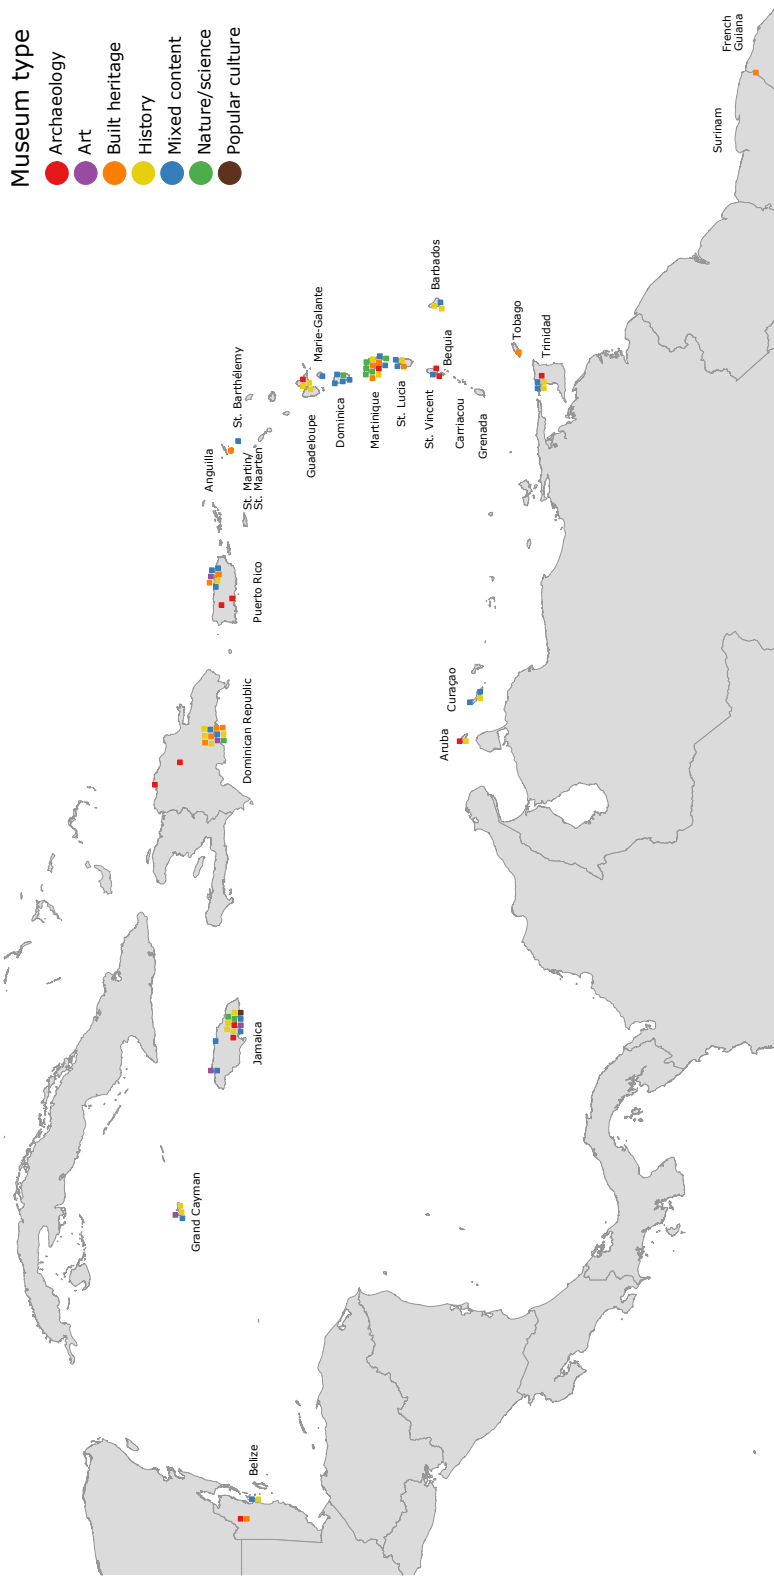 Museum type
Archaeology
Art
Built heritage
History
Mixed content
Nature/science
Popular culture
Belize
Grand Cayman
Jamaica
Dominican Republic
Puerto Rico
Anguilla
St. Martin/
St. Maarten
St. Barthélemy
Guadeloupe
Marie-Galante
Dominica
Martinique
St. Lucia
St. Vincent
Bequia
Barbados
Carriacou
Grenada
Tobago
Trinidad
Aruba
Curaçao
Surinam
French
Guiana